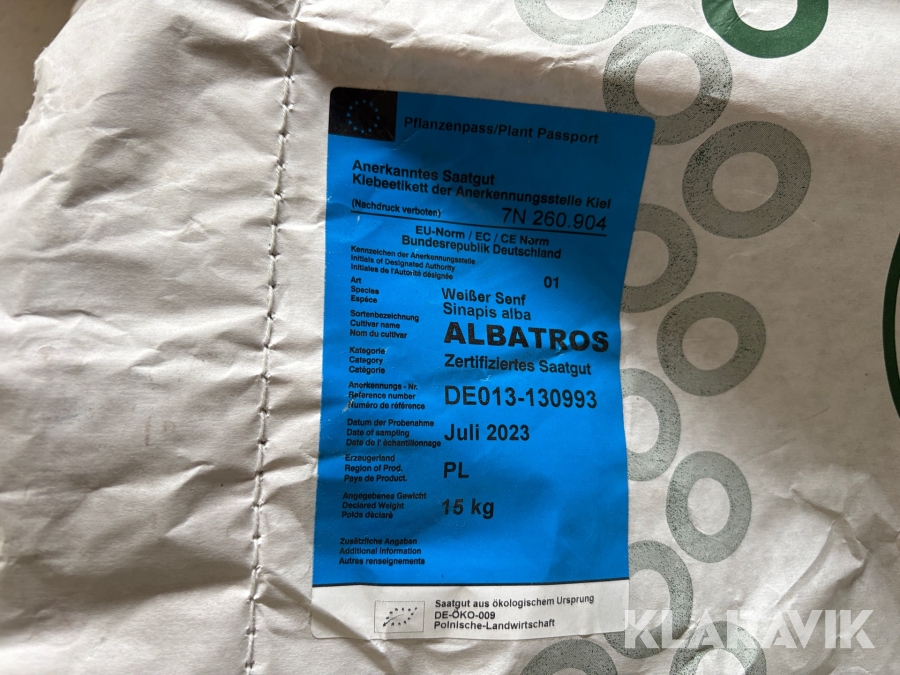 Pflanzenpass/Plant Passport
Anerkanntes Saatgut
Klebeetikett der Anerkennungsstelle Kiel
(Nachdruck verboten) 7N 260.904
EU-Norm / EC / CE Norm
Bundesrepublik Deutschland
Kennzeichen der Anerkennungsstelle
Initials of Designated Authority
Initiales de l'Autorité désignée
01
Art
Species
Espéce
Weißer Senf
Sinapis alba
Sortenbezeichnung
Cultivar name
Nom du cultivar
ALBATROS
Kategorie
Category
Catégorie
Zertifiziertes Saatgut
Anerkennungs - Nr.
Reference number
Numéro de référence
DE013-130993
Datum der Probenahme
Date of sampling
Date de l' échantillonnage
Juli 2023
Erzeugerland
Region of Prod.
Pays de Product.
PL
Angegebenes Gewicht
Declared Weight
Poids déclaré
15 kg
Zusätzliche Angaben
Additional information
Autres renseignements
Saatgut aus ökologischem Ursprung
DE-ÖKO-009
Polnische-Landwirtschaft
KLARAVIK